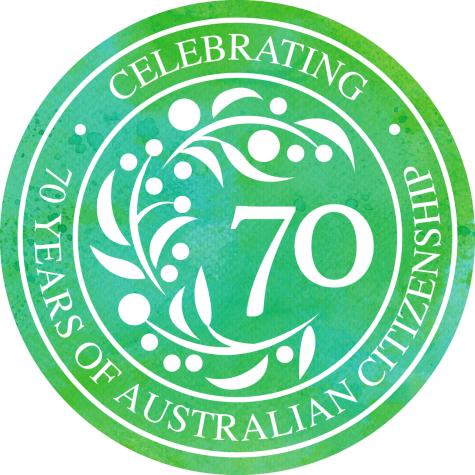 CELEBRATING
70 YEARS OF AUSTRALIAN CITIZENSHIP
70